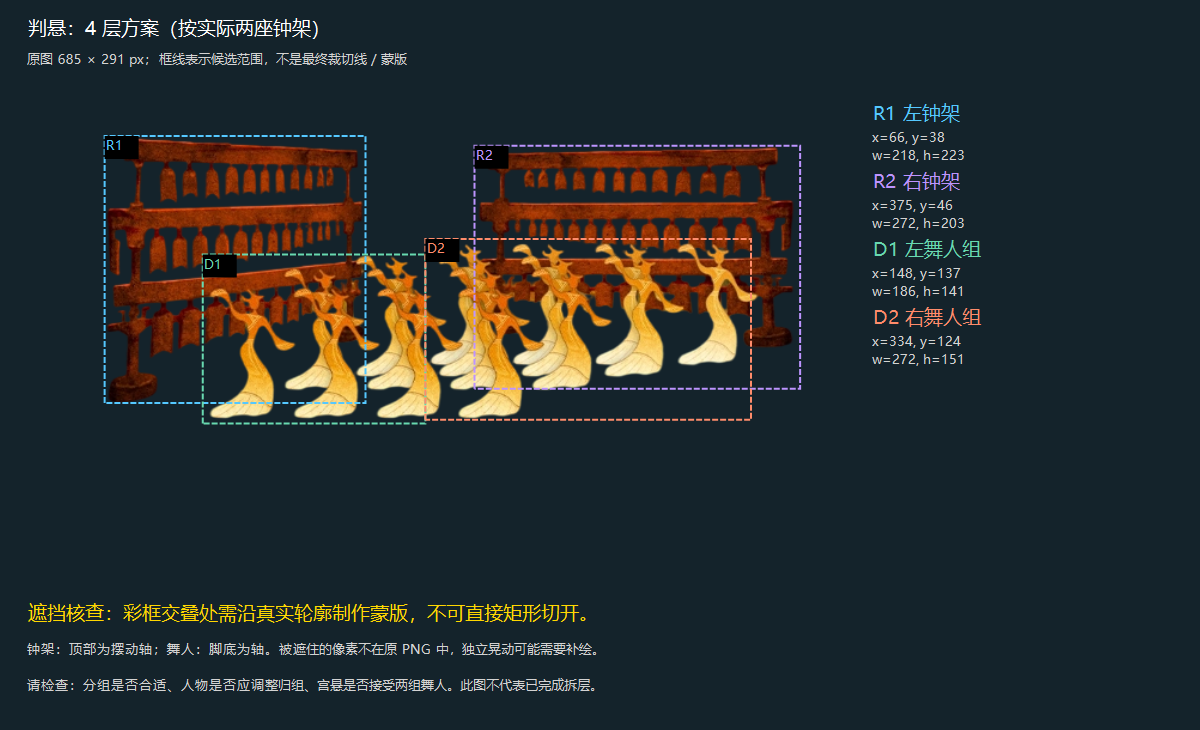 判悬：4 层方案（按实际两座钟架）
原图 685 × 291 px；框线表示候选范围，不是最终裁切线 / 蒙版
R1
R2
D1
D2
R1 左钟架
x=66, y=38
w=218, h=223
R2 右钟架
x=375, y=46
w=272, h=203
D1 左舞人组
x=148, y=137
w=186, h=141
D2 右舞人组
x=334, y=124
w=272, h=151
遮挡核查：彩框交叠处需沿真实轮廓制作蒙版，不可直接矩形切开。
钟架：顶部为摆动轴；舞人：脚底为轴。被遮住的像素不在原 PNG 中，独立晃动可能需要补绘。
请检查：分组是否合适、人物是否应调整归组、宫悬是否接受两组舞人。此图不代表已完成拆层。